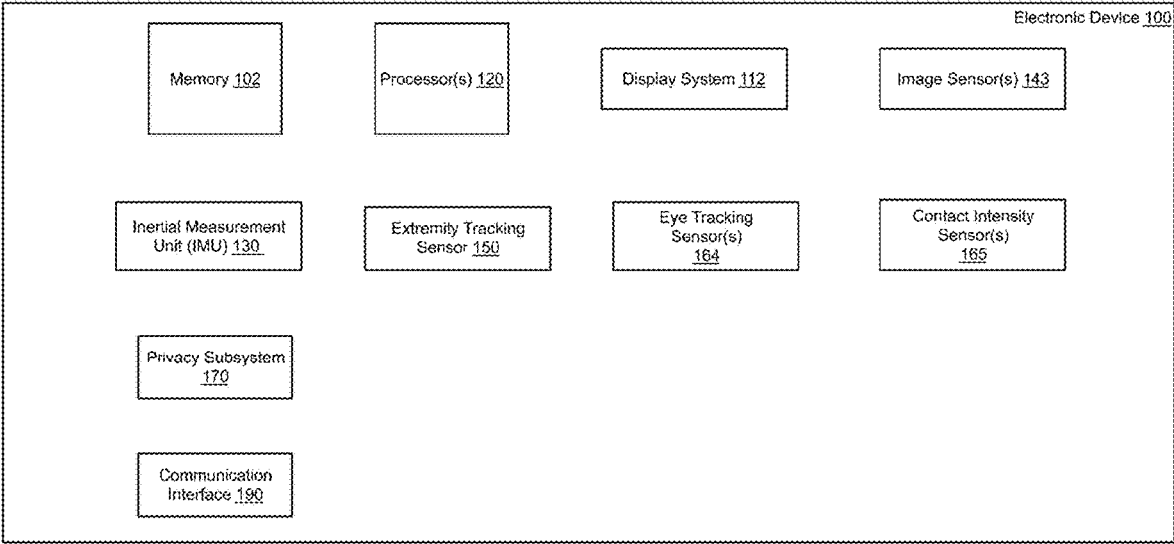 Electronic Device 100
Memory 102
Processor(s) 120
Display System 112
Image Sensor(s) 143
Inertial Measurement
Unit (IMU) 130
Extremity Tracking
Sensor 150
Eye Tracking
Sensor(s)
164
Contact Intensity
Sensor(s)
165
Privacy Subsystem
170
Communication
Interface 190